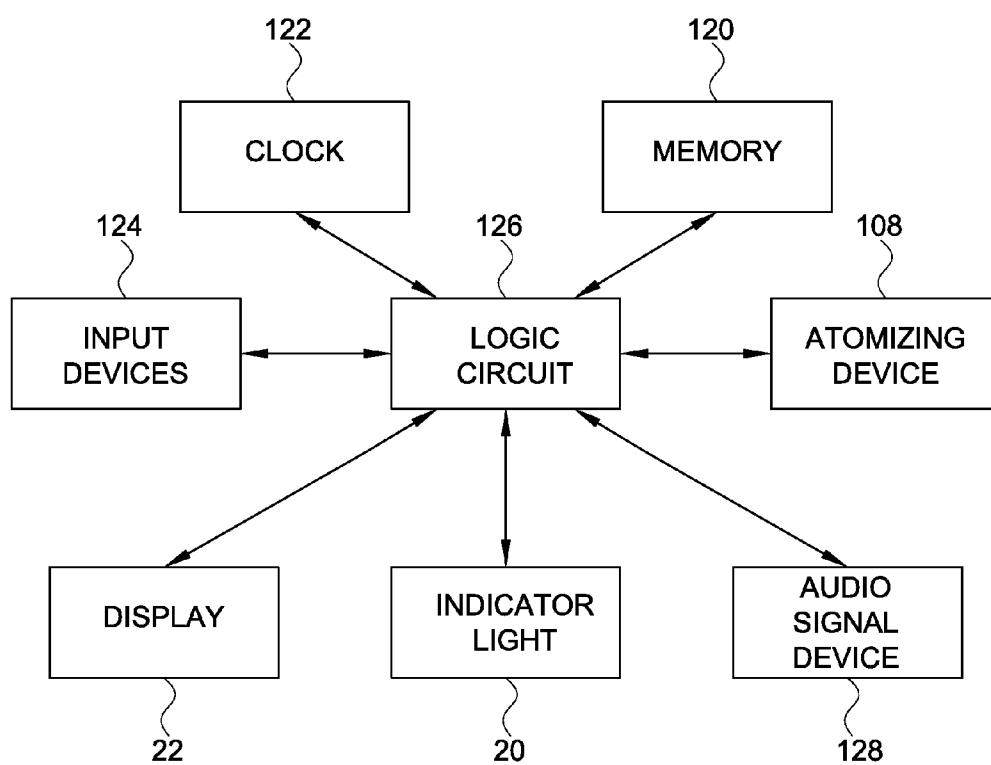 122
120
CLOCK
MEMORY
124
126
108
INPUT
DEVICES
LOGIC
CIRCUIT
ATOMIZING
DEVICE
DISPLAY
INDICATOR
LIGHT
AUDIO
SIGNAL
DEVICE
22
20
128